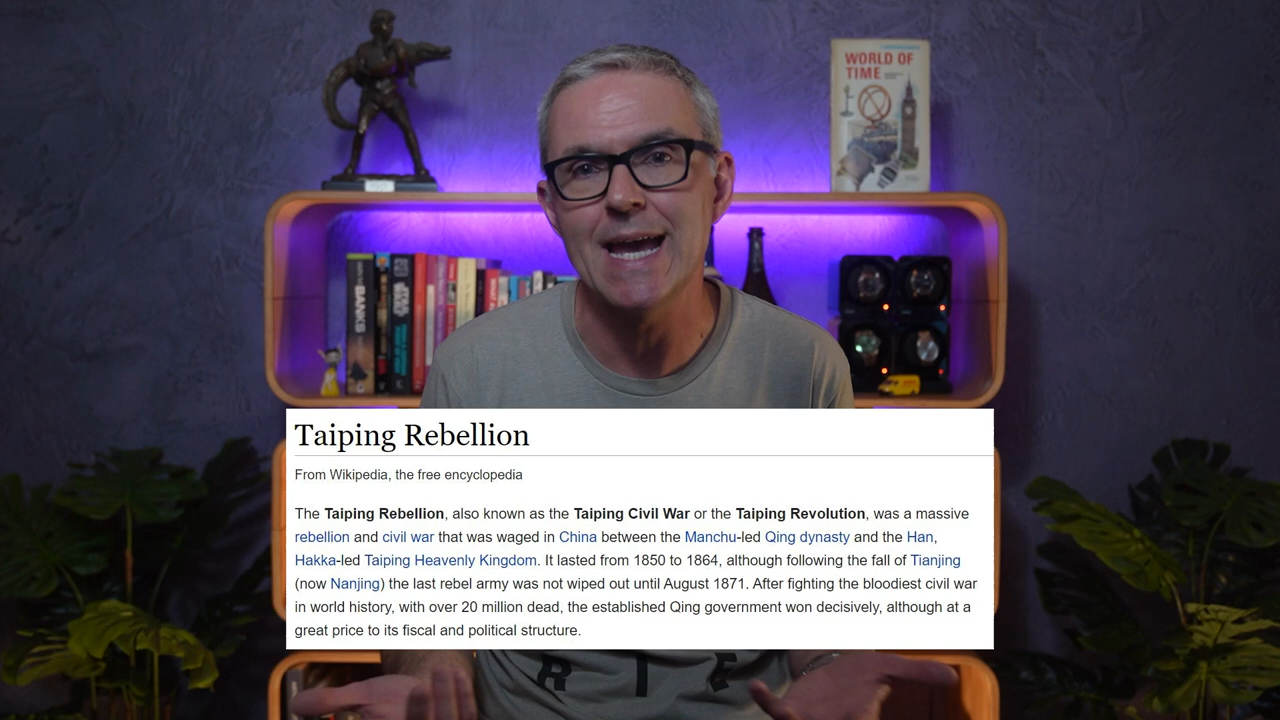 WORLD OF
TIME
BANKS
Taiping Rebellion
From Wikipedia, the free encyclopedia
The Taiping Rebellion, also known as the Taiping Civil War or the Taiping Revolution, was a massive
rebellion and civil war that was waged in China between the Manchu-led Qing dynasty and the Han,
Hakka-led Taiping Heavenly Kingdom. It lasted from 1850 to 1864, although following the fall of Tianjing
(now Nanjing) the last rebel army was not wiped out until August 1871. After fighting the bloodiest civil war
in world history, with over 20 million dead, the established Qing government won decisively, although at a
great price to its fiscal and political structure.
R I E